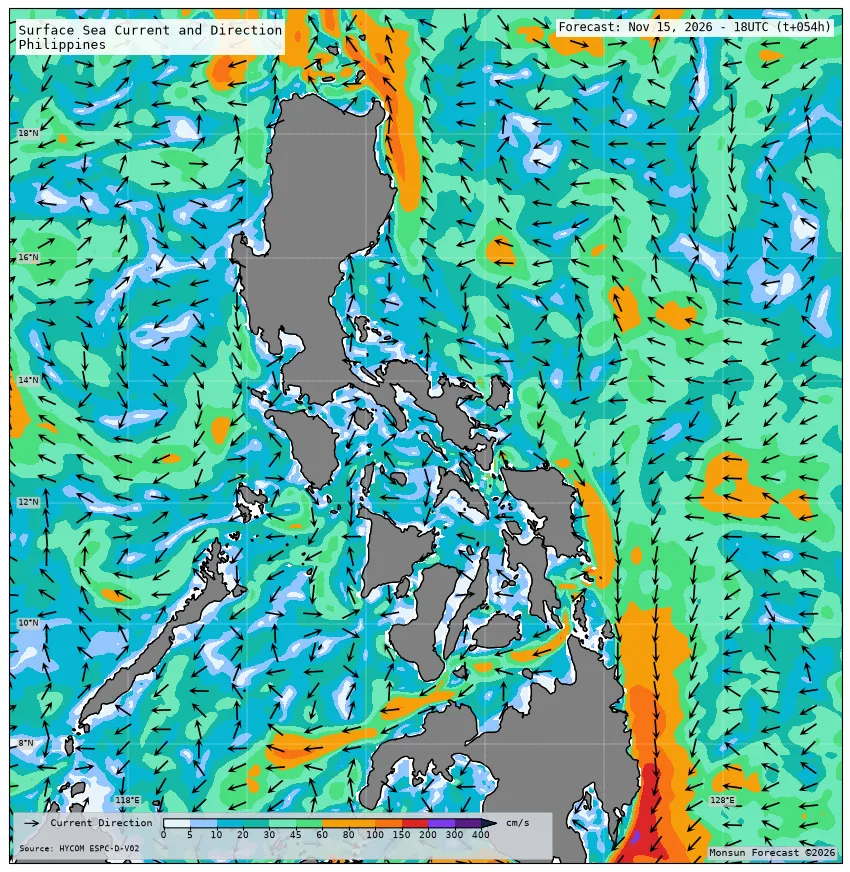 Surface Sea Current and Direction
Philippines
Forecast: Nov 15, 2026 - 18UTC (t+054h)
18°N
16°N
14°N
12°N
10°N
8°N
118°E
128°E
Current Direction
0 5 10 20 30 45 60 80 100 150 200 300 400
cm/s
Source: HYCOM ESPC-D-V02
Monsun Forecast ©2026